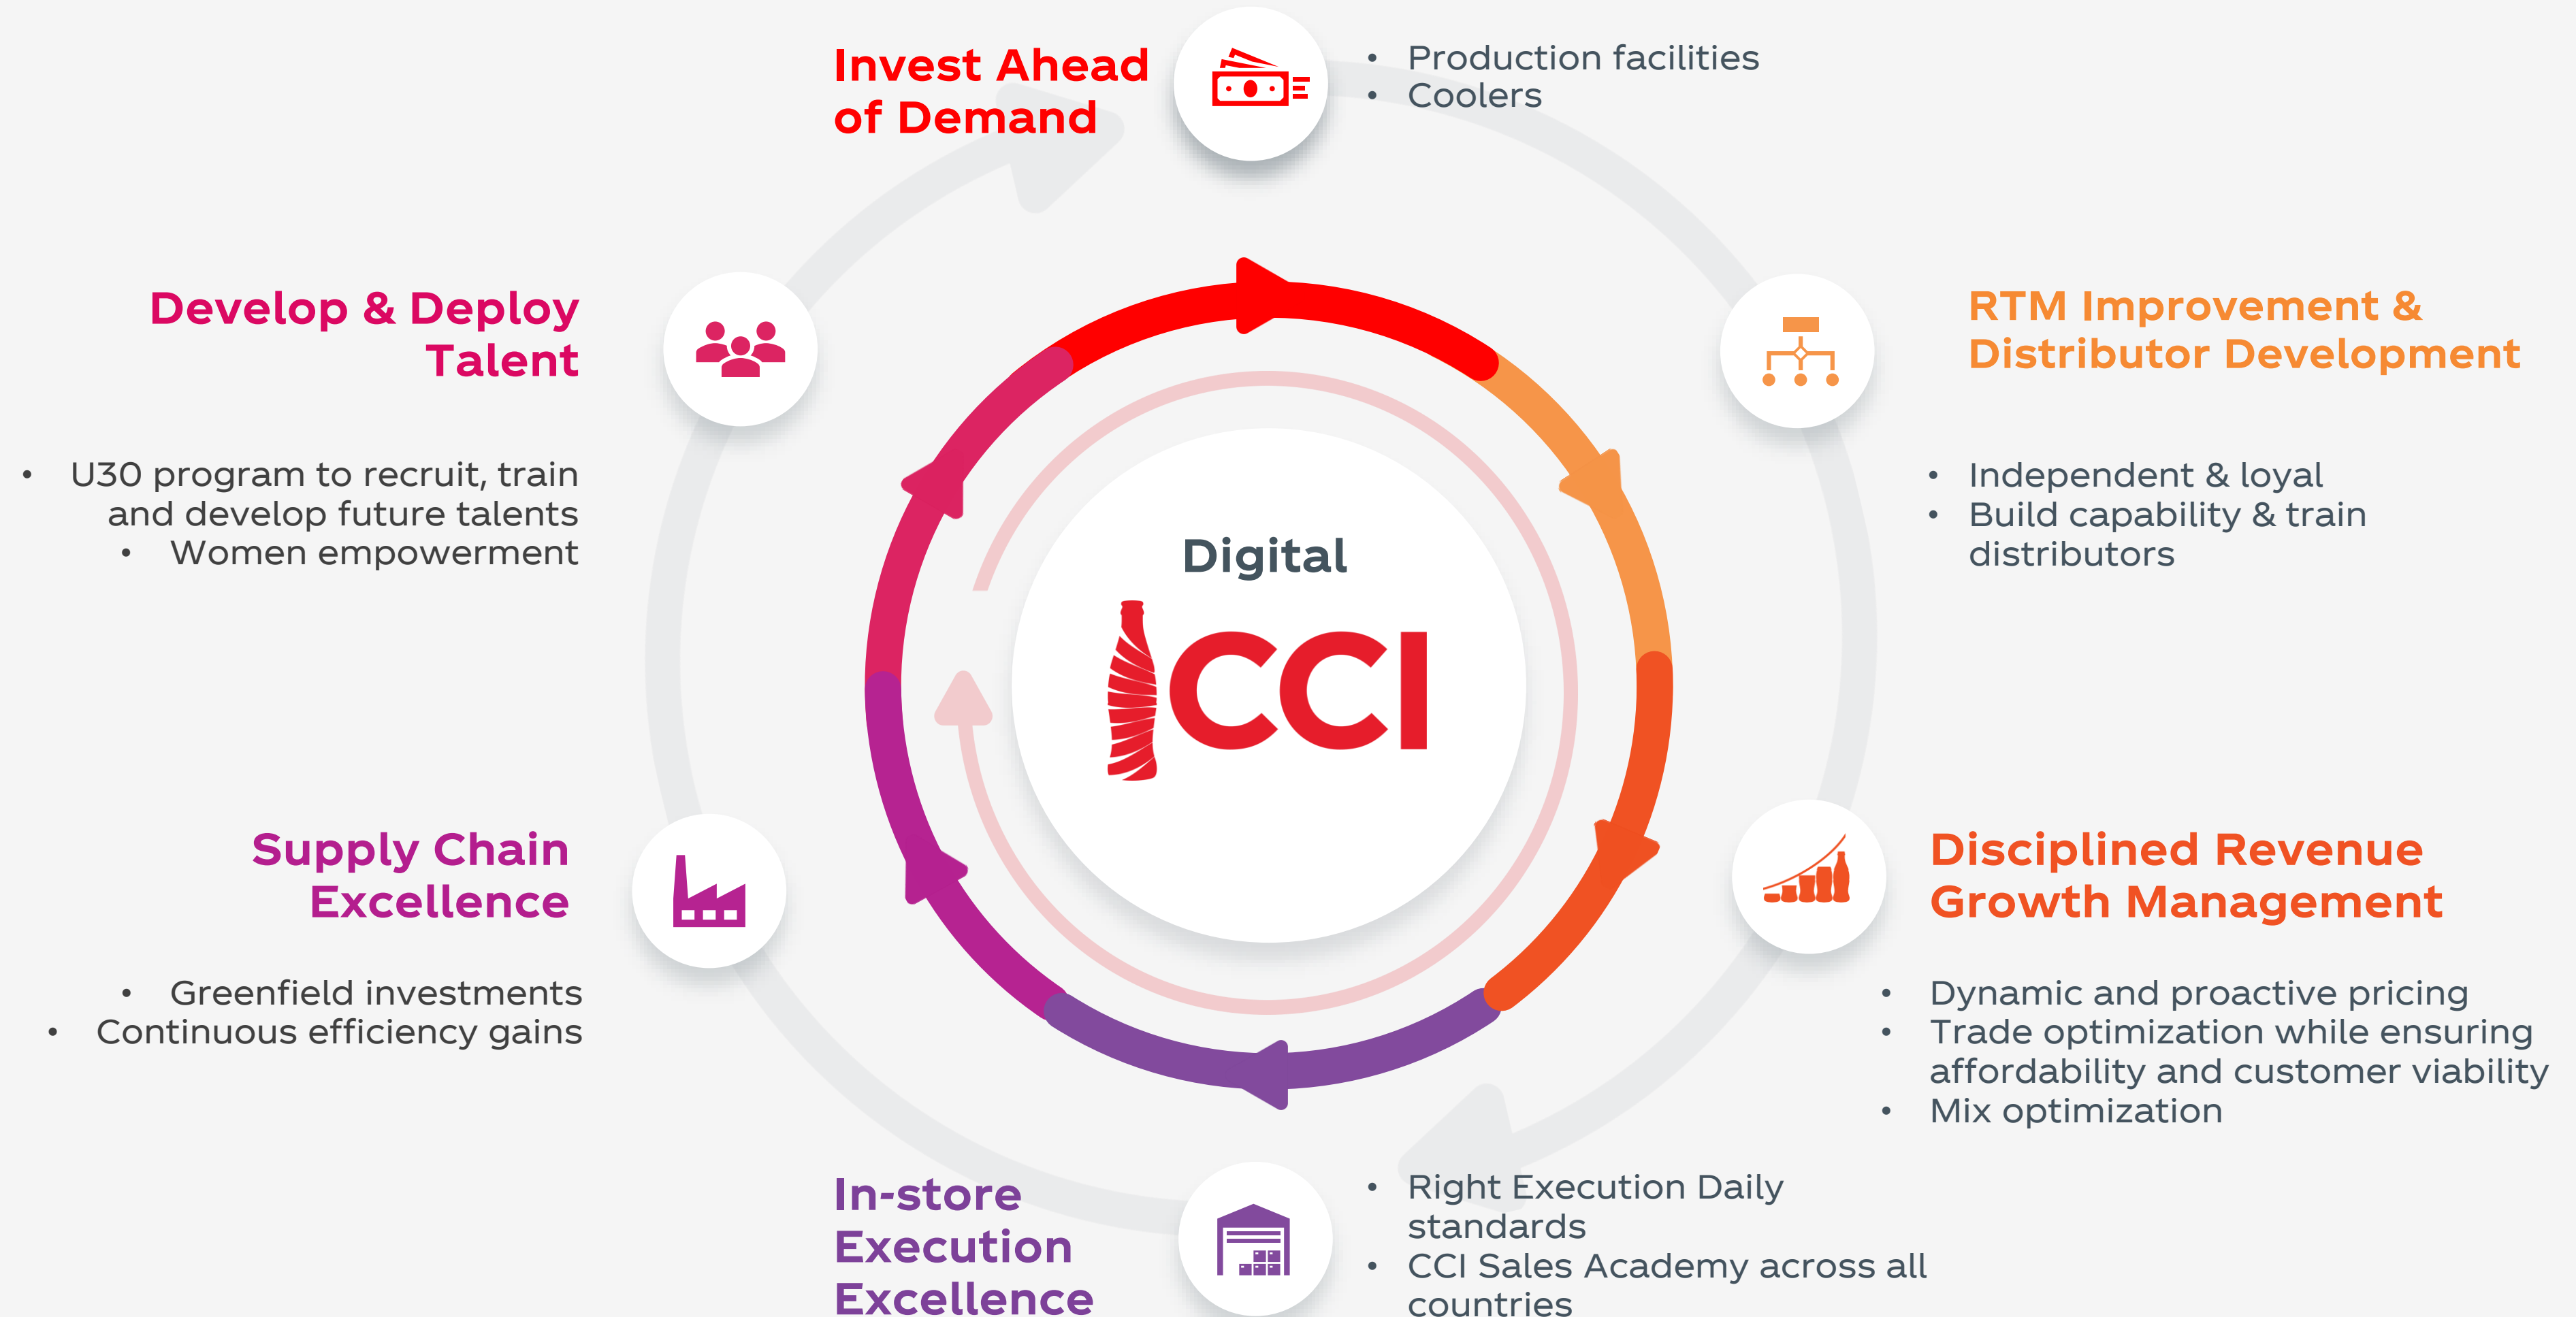 Invest Ahead
of Demand
• Production facilities
• Coolers
RTM Improvement &
Distributor Development
• Independent & loyal
• Build capability & train
distributors
Disciplined Revenue
Growth Management
• Dynamic and proactive pricing
• Trade optimization while ensuring
affordability and customer viability
• Mix optimization
In-store
Execution
Excellence
• Right Execution Daily
standards
• CCI Sales Academy across all
countries
Supply Chain
Excellence
• Greenfield investments
• Continuous efficiency gains
Develop & Deploy
Talent
• U30 program to recruit, train
and develop future talents
• Women empowerment
Digital
CCI